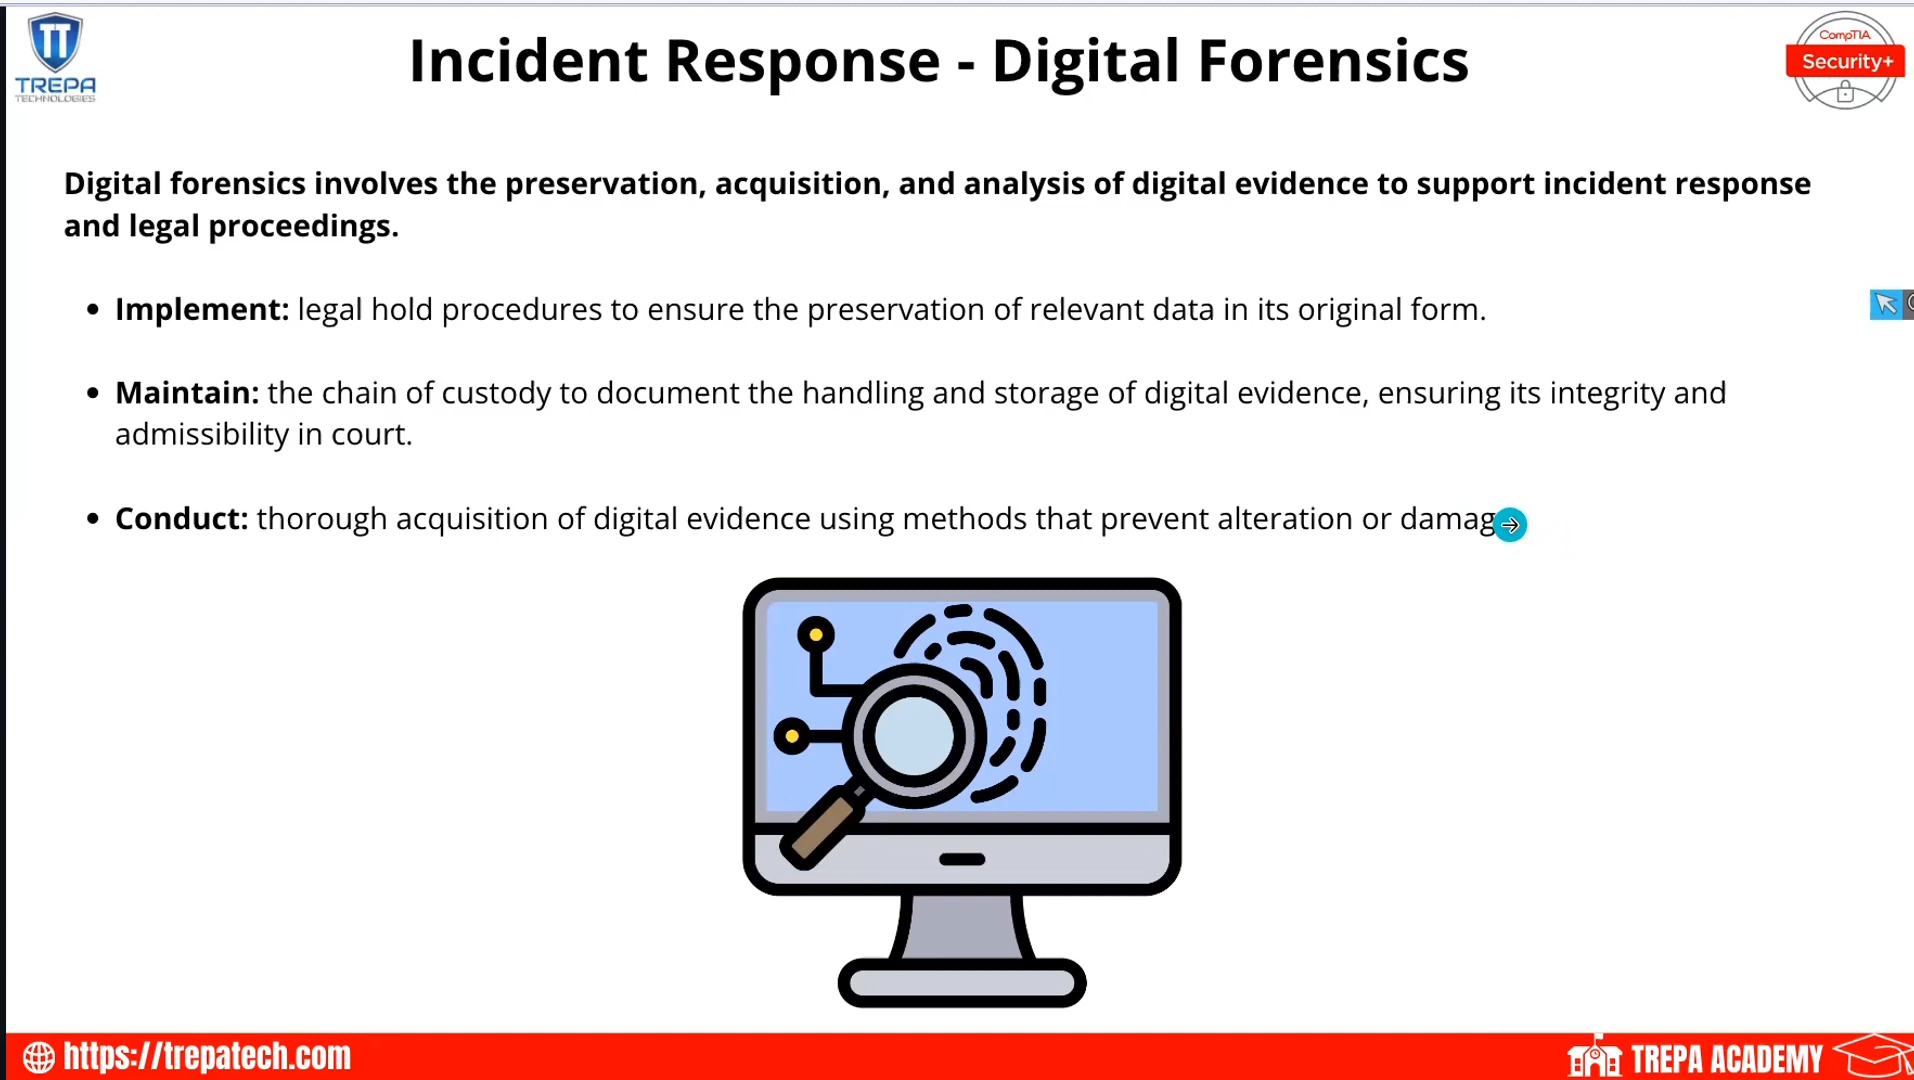 TREPA
TECHNOLOGIES
Incident Response - Digital Forensics
CompTIA
Security+
Digital forensics involves the preservation, acquisition, and analysis of digital evidence to support incident response
and legal proceedings.
• Implement: legal hold procedures to ensure the preservation of relevant data in its original form.
• Maintain: the chain of custody to document the handling and storage of digital evidence, ensuring its integrity and
admissibility in court.
• Conduct: thorough acquisition of digital evidence using methods that prevent alteration or damag
https://trepatech.com
TREPA ACADEMY